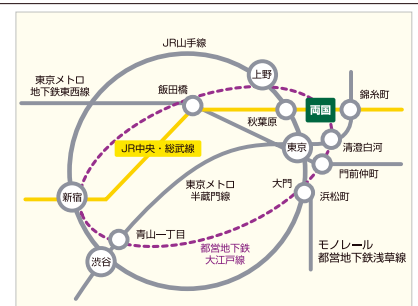 JR山手線
上野
東京メトロ
地下鉄東西線
飯田橋
両国
錦糸町
秋葉原
JR中央・総武線
東京
清澄白河
門前仲町
東京メトロ
半蔵門線
大門
浜松町
新宿
青山一丁目
都営地下鉄
大江戸線
モノレール
都営地下鉄浅草線
渋谷